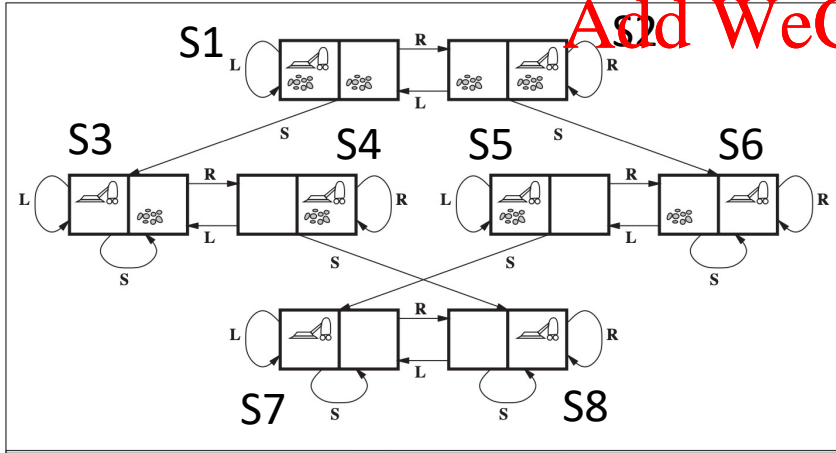 Add WeC
S1 S2
R
L R
L
S S
S3 S4 S5 S6
R R
L R L R
L L
S S S S
R
L R
L
S7 S S S8